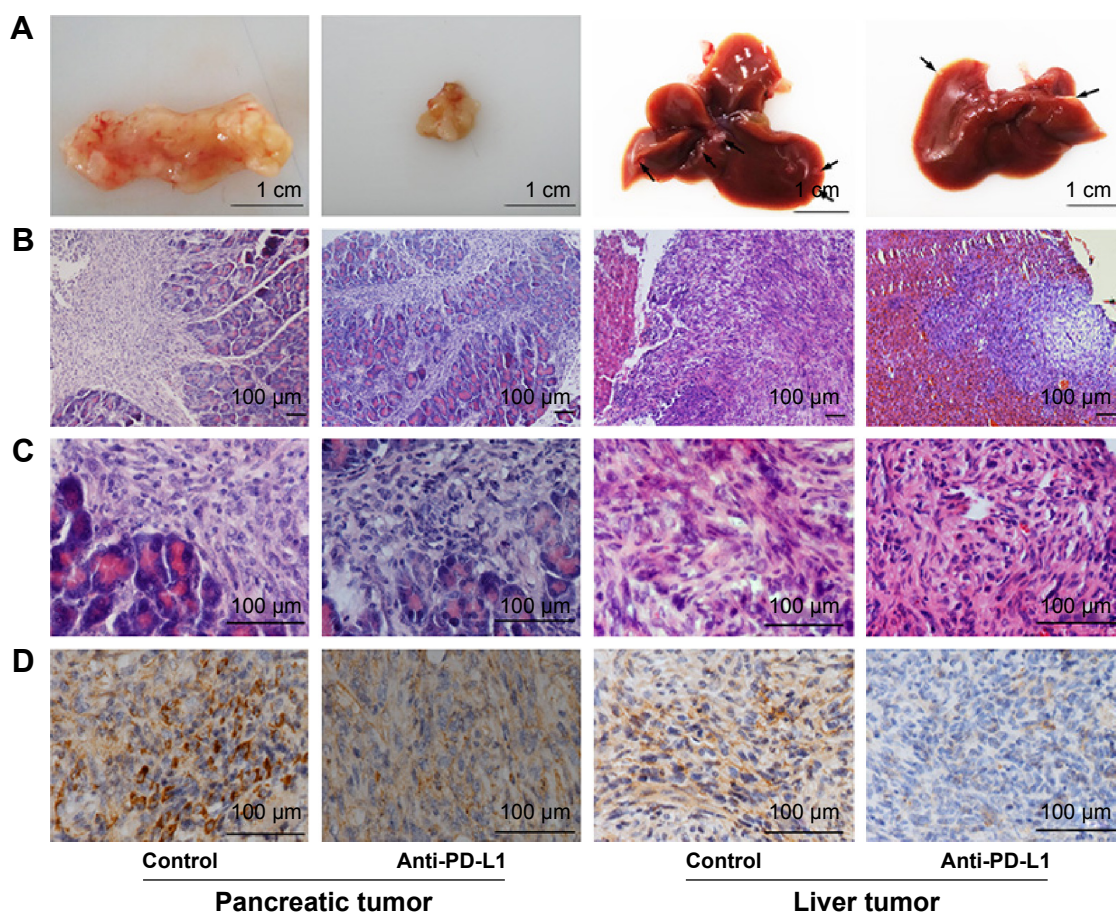 A
1 cm
1 cm
1 cm
1 cm
B
100 µm
100 µm
100 µm
100 µm
C
100 µm
100 µm
100 µm
100 µm
D
100 µm
100 µm
100 µm
100 µm
Control
Anti-PD-L1
Control
Anti-PD-L1
Pancreatic tumor
Liver tumor